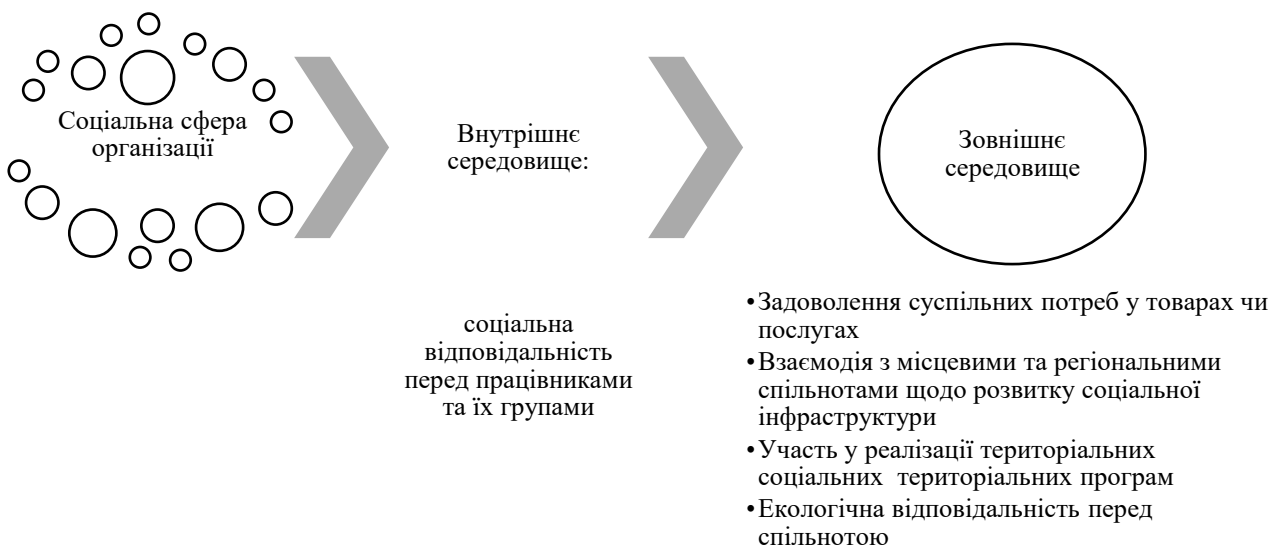 Соціальна сфера
організації
Внутрішнє
середовище:
соціальна
відповідальність
перед працівниками
та їх групами
Зовнішнє
середовище
•Задоволення суспільних потреб у товарах чи
послугах
•Взаємодія з місцевими та регіональними
спільнотами щодо розвитку соціальної
інфраструктури
•Участь у реалізації територіальних
соціальних  територіальних програм
•Екологічна відповідальність перед
спільнотою